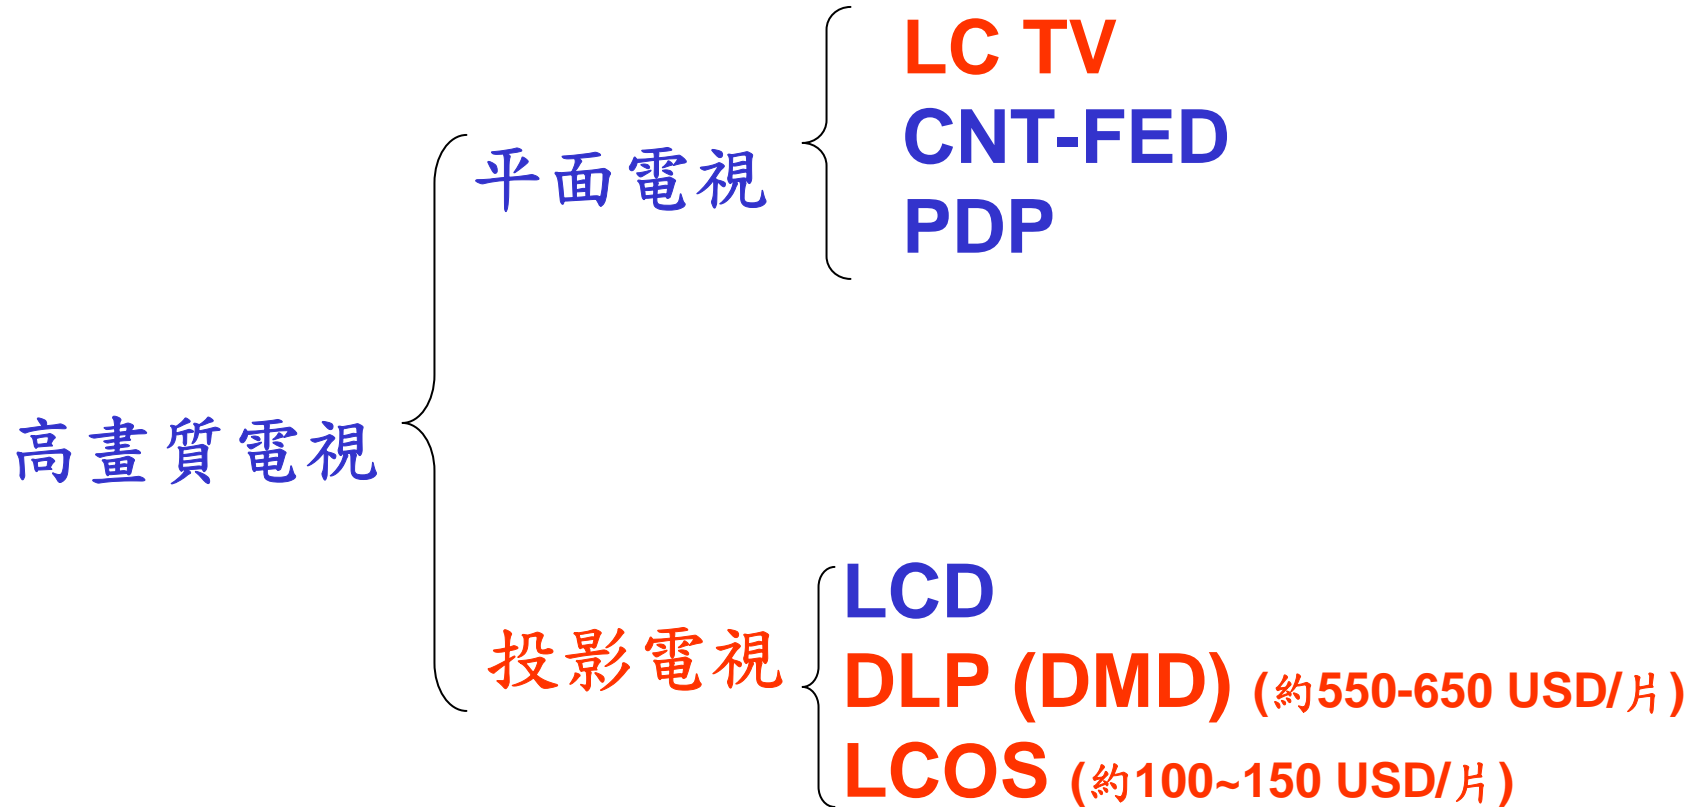 LC TV
CNT-FED
平面電視
PDP
高畫質電視
LCD
投影電視
DLP (DMD) (約550-650 USD/片)
LCOS (約100~150 USD/片)